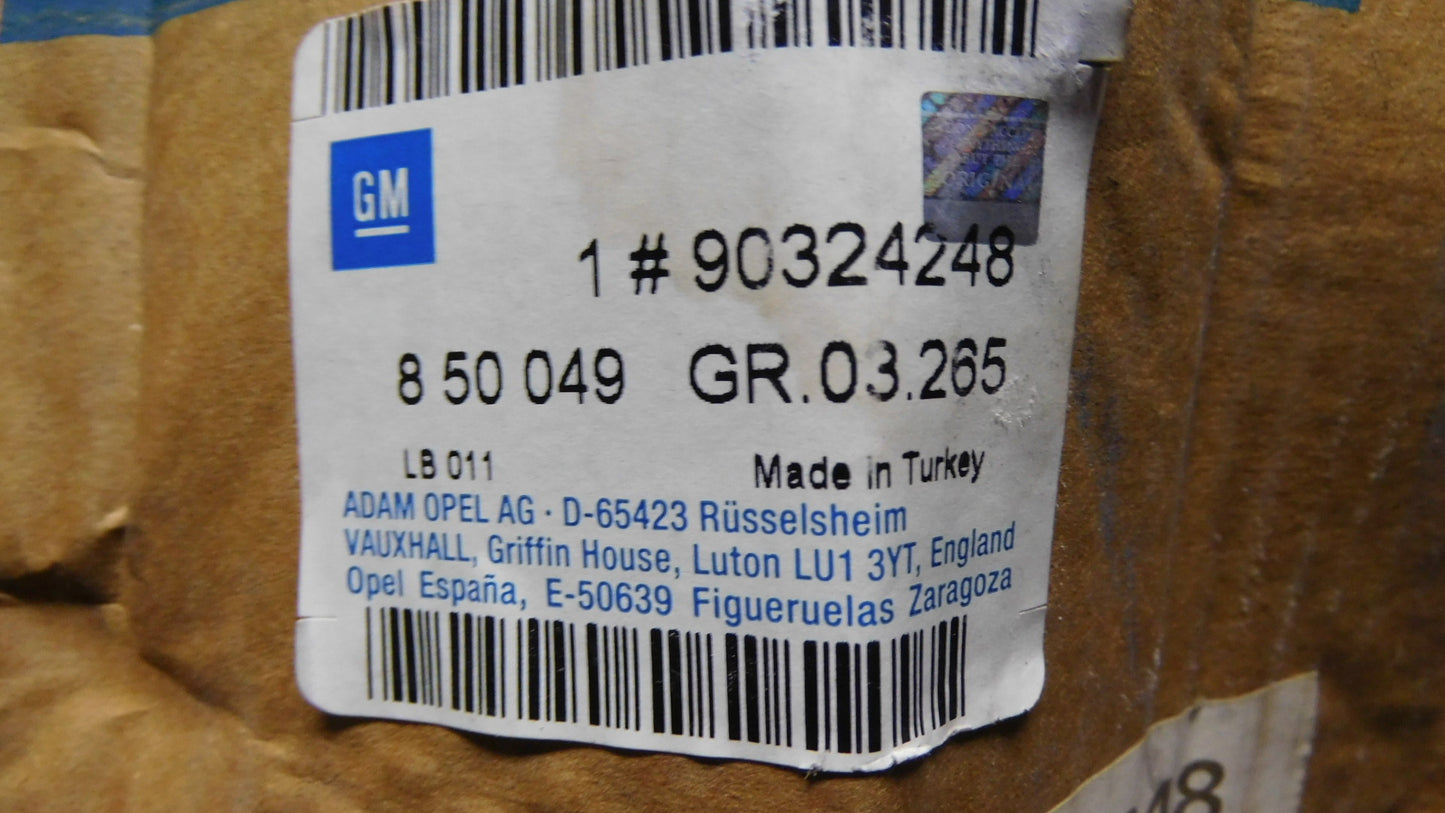 GM
1 # 90324248
8 50 049 GR.03.265
LB 011 Made in Turkey
ADAM OPEL AG · D-65423 Rüsselsheim
VAUXHALL, Griffin House, Luton LU1 3YT, England
Opel España, E-50639 Figueruelas Zaragoza
48